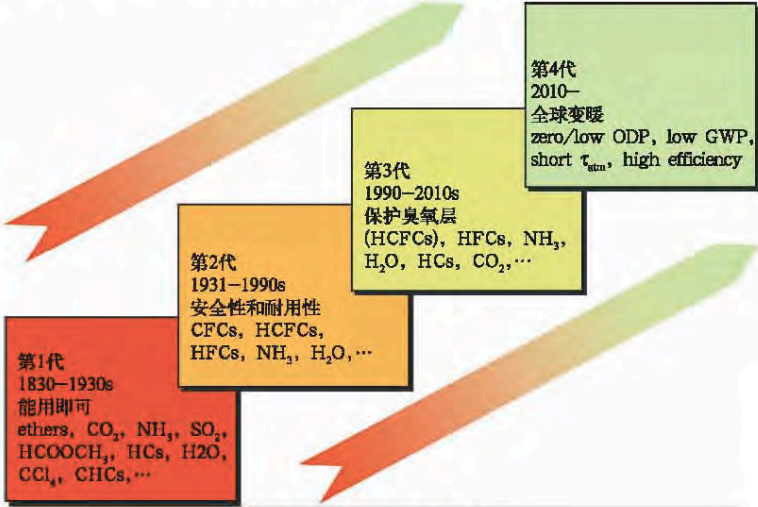 第4代
2010-
全球变暖
zero/low ODP, low GWP,
short τatm, high efficiency
第3代
1990-2010s
保护臭氧层
(HCFCs), HFCs, NH₃,
H₂O, HCs, CO₂,…
第2代
1931-1990s
安全性和耐用性
CFCs, HCFCs,
HFCs, NH₃, H₂O,…
第1代
1830-1930s
能用即可
ethers, CO₂, NH₃, SO₂,
HCOOCH₃, HCs, H2O,
CCl₄, CHCs,…